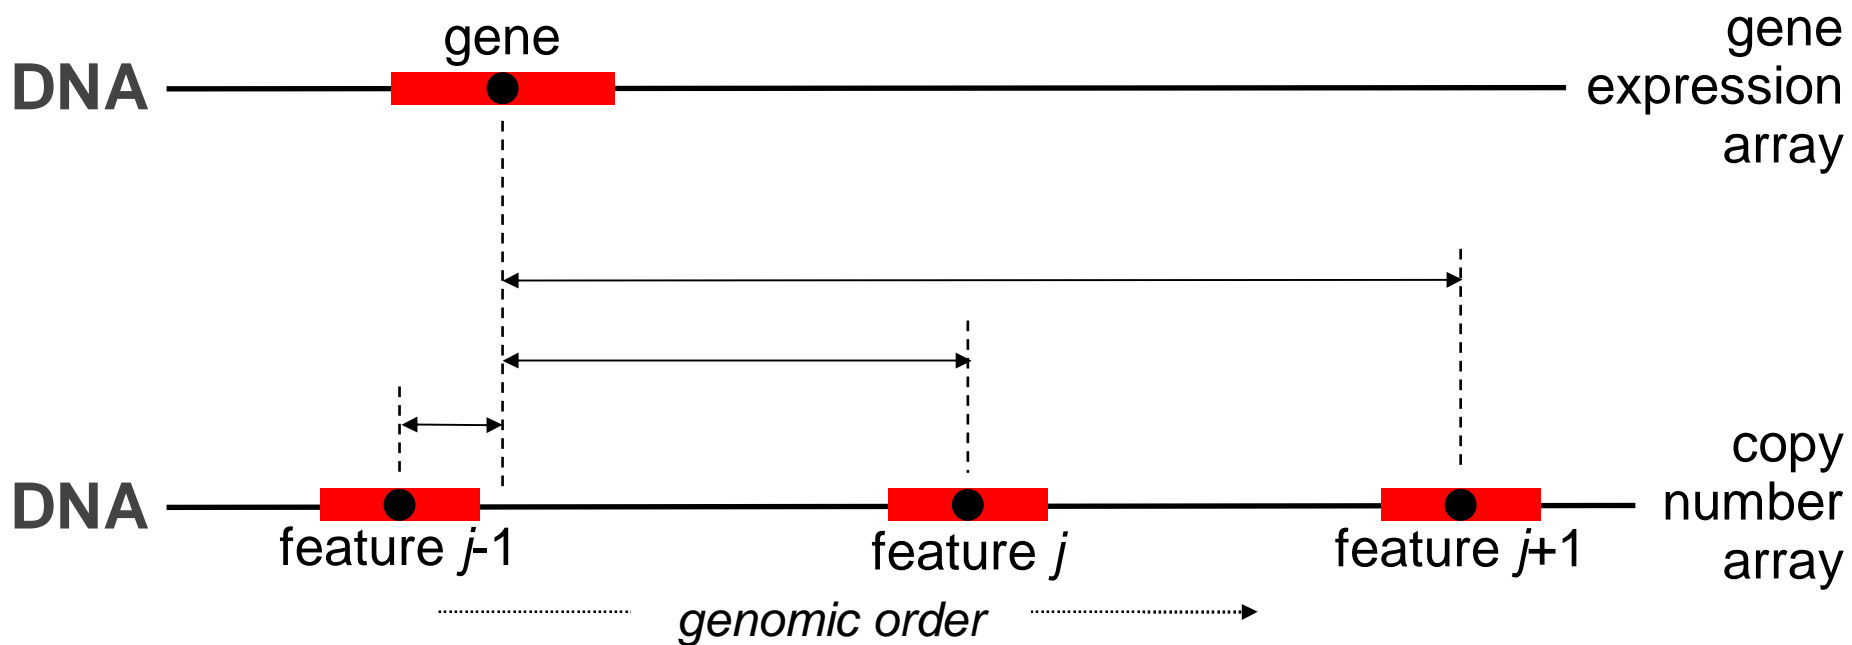 gene
DNA
gene
expression
array
DNA
feature j-1
feature j
feature j+1
copy
number
array
genomic order